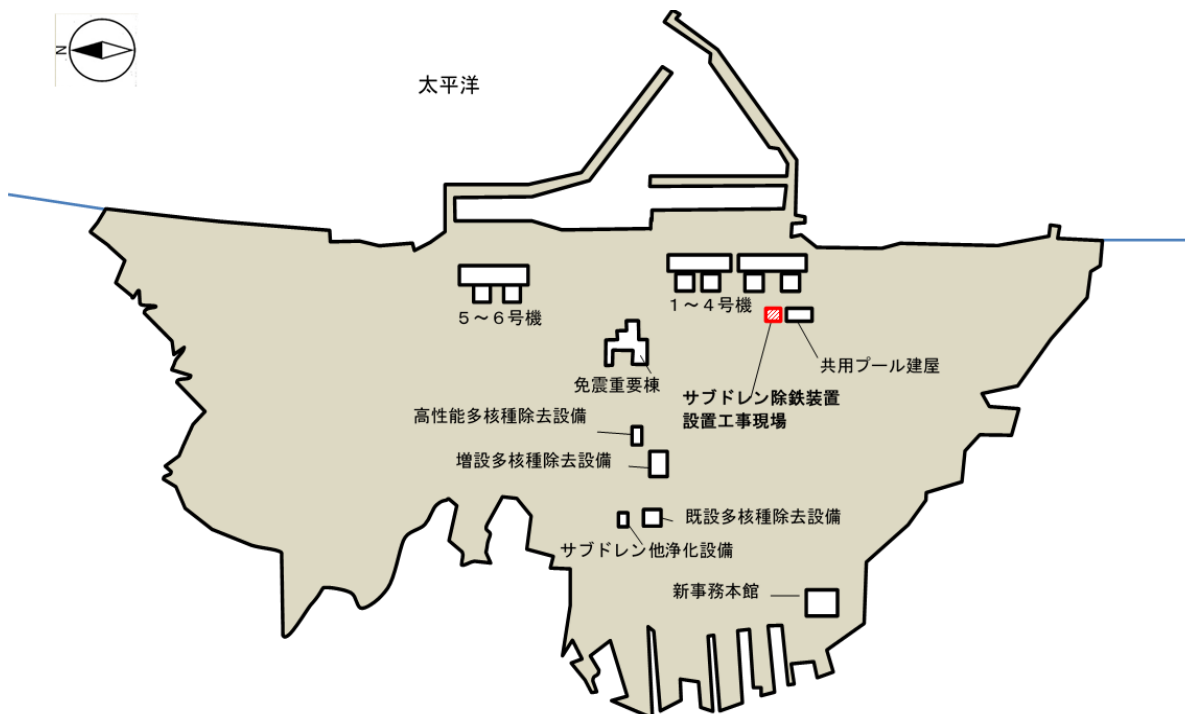 N
太平洋
5~6号機
1~4号機
共用プール建屋
免震重要棟
サブドレン除鉄装置
設置工事現場
高性能多核種除去設備
増設多核種除去設備
既設多核種除去設備
サブドレン他浄化設備
新事務本館